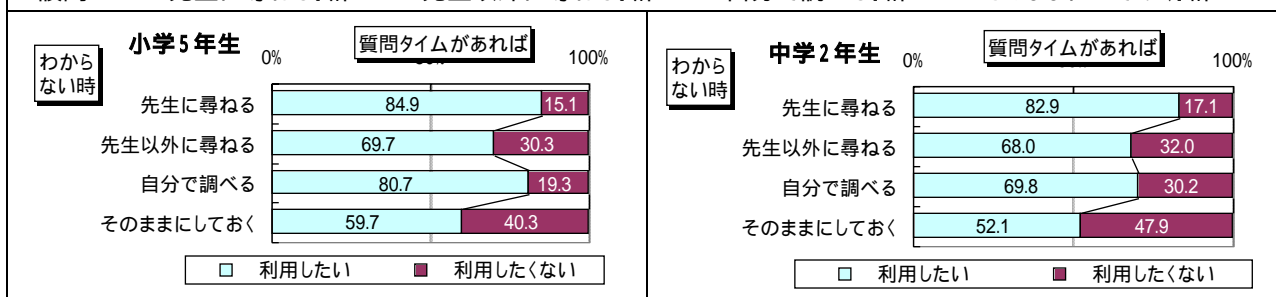 小学5年生
質問タイムがあれば
わから
ない時
0%
100%
先生に尋ねる
84.9
15.1
先生以外に尋ねる
69.7
30.3
自分で調べる
80.7
19.3
そのままにしておく
59.7
40.3
利用したい
利用したくない
中学2年生
質問タイムがあれば
わから
ない時
0%
100%
先生に尋ねる
82.9
17.1
先生以外に尋ねる
68.0
32.0
自分で調べる
69.8
30.2
そのままにしておく
52.1
47.9
利用したい
利用したくない